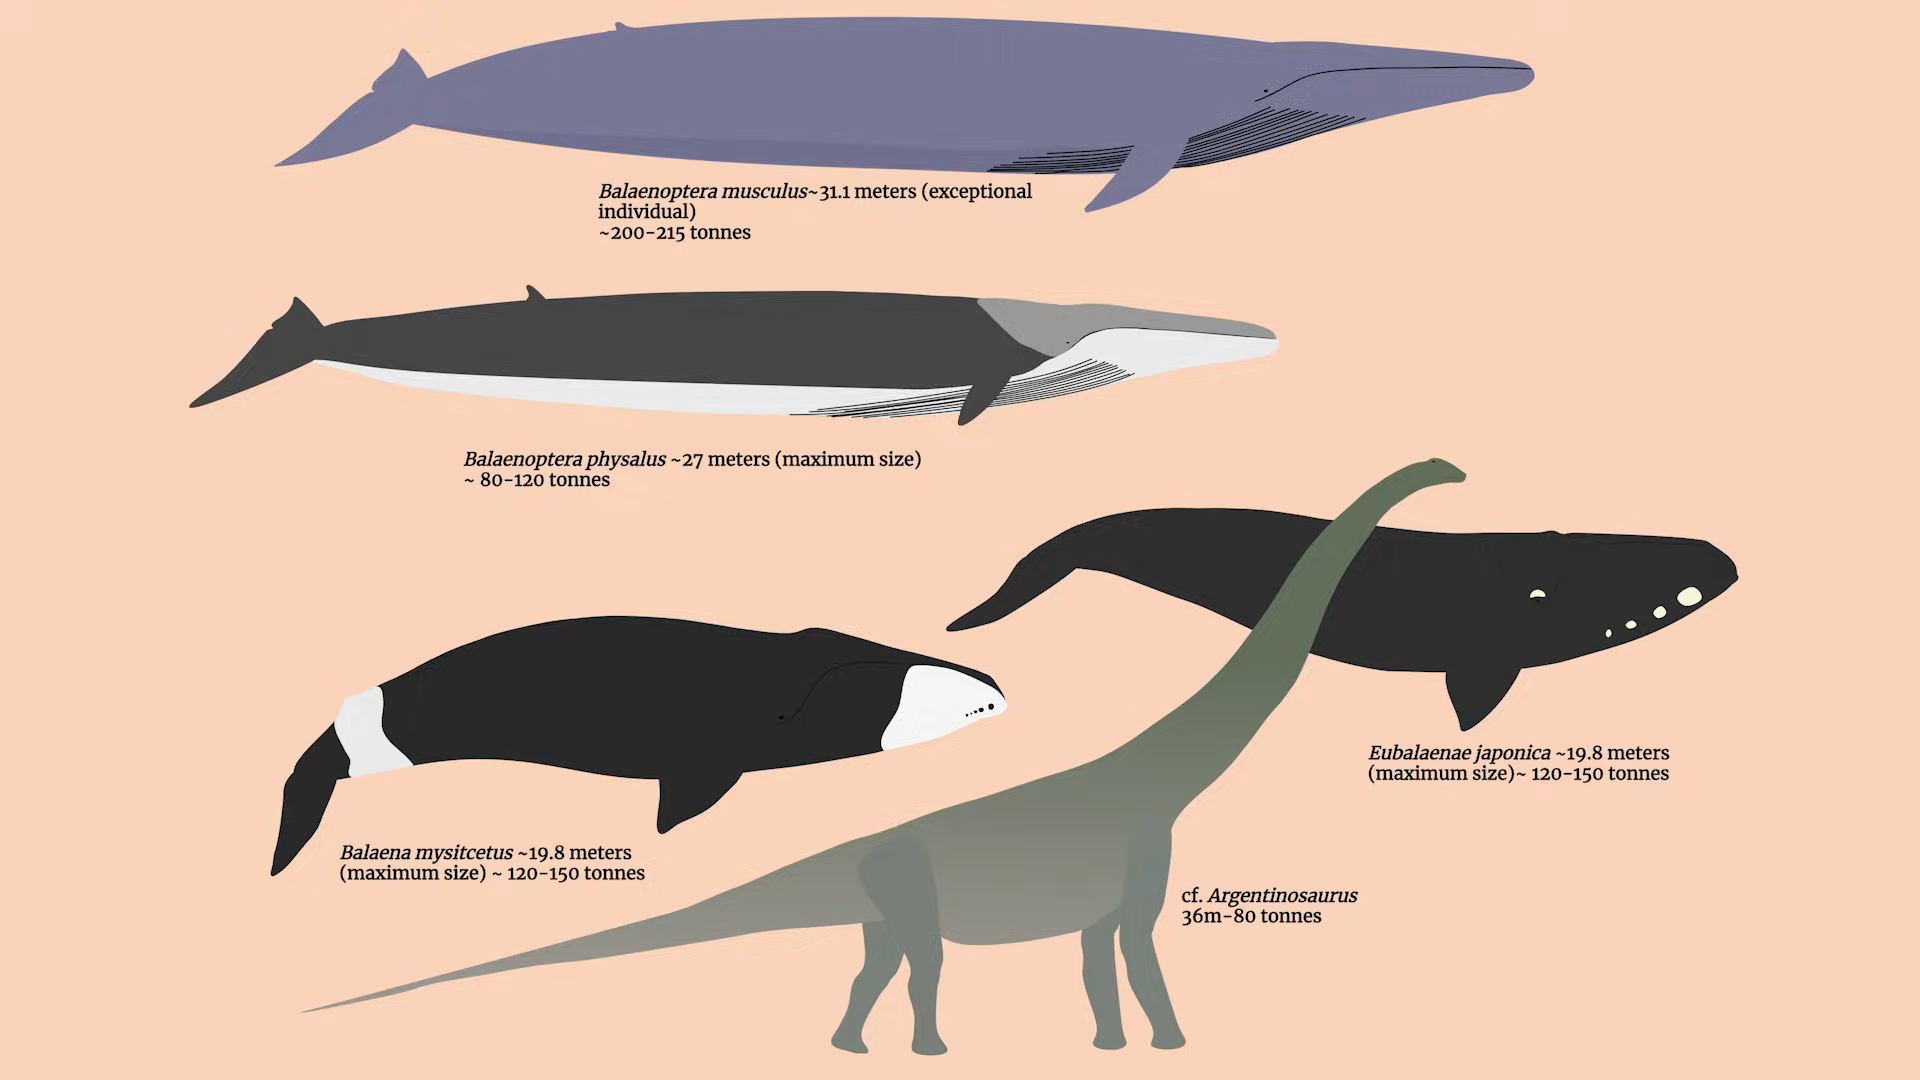 Balaenoptera musculus~31.1 meters (exceptional
individual)
~200-215 tonnes
Balaenoptera physalus ~27 meters (maximum size)
~ 80-120 tonnes
Eubalaenae japonica ~19.8 meters
(maximum size)~ 120-150 tonnes
Balaena mysitcetus ~19.8 meters
(maximum size) ~ 120-150 tonnes
cf. Argentinosaurus
36m-80 tonnes